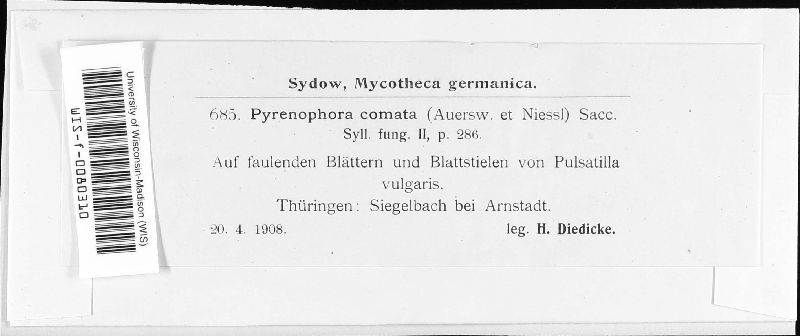 Sydow, Mycotheca germanica.
685. Pyrenophora comata (Auersw. et Niessl) Sacc.
Syll. fung. II, p. 286.
Auf faulenden Blättern und Blattstielen von Pulsatilla
vulgaris.
Thüringen: Siegelbach bei Arnstadt.
20. 4. 1908. leg. H. Diedicke.
University of Wisconsin-Madison (WIS)
WIS-f-0080310